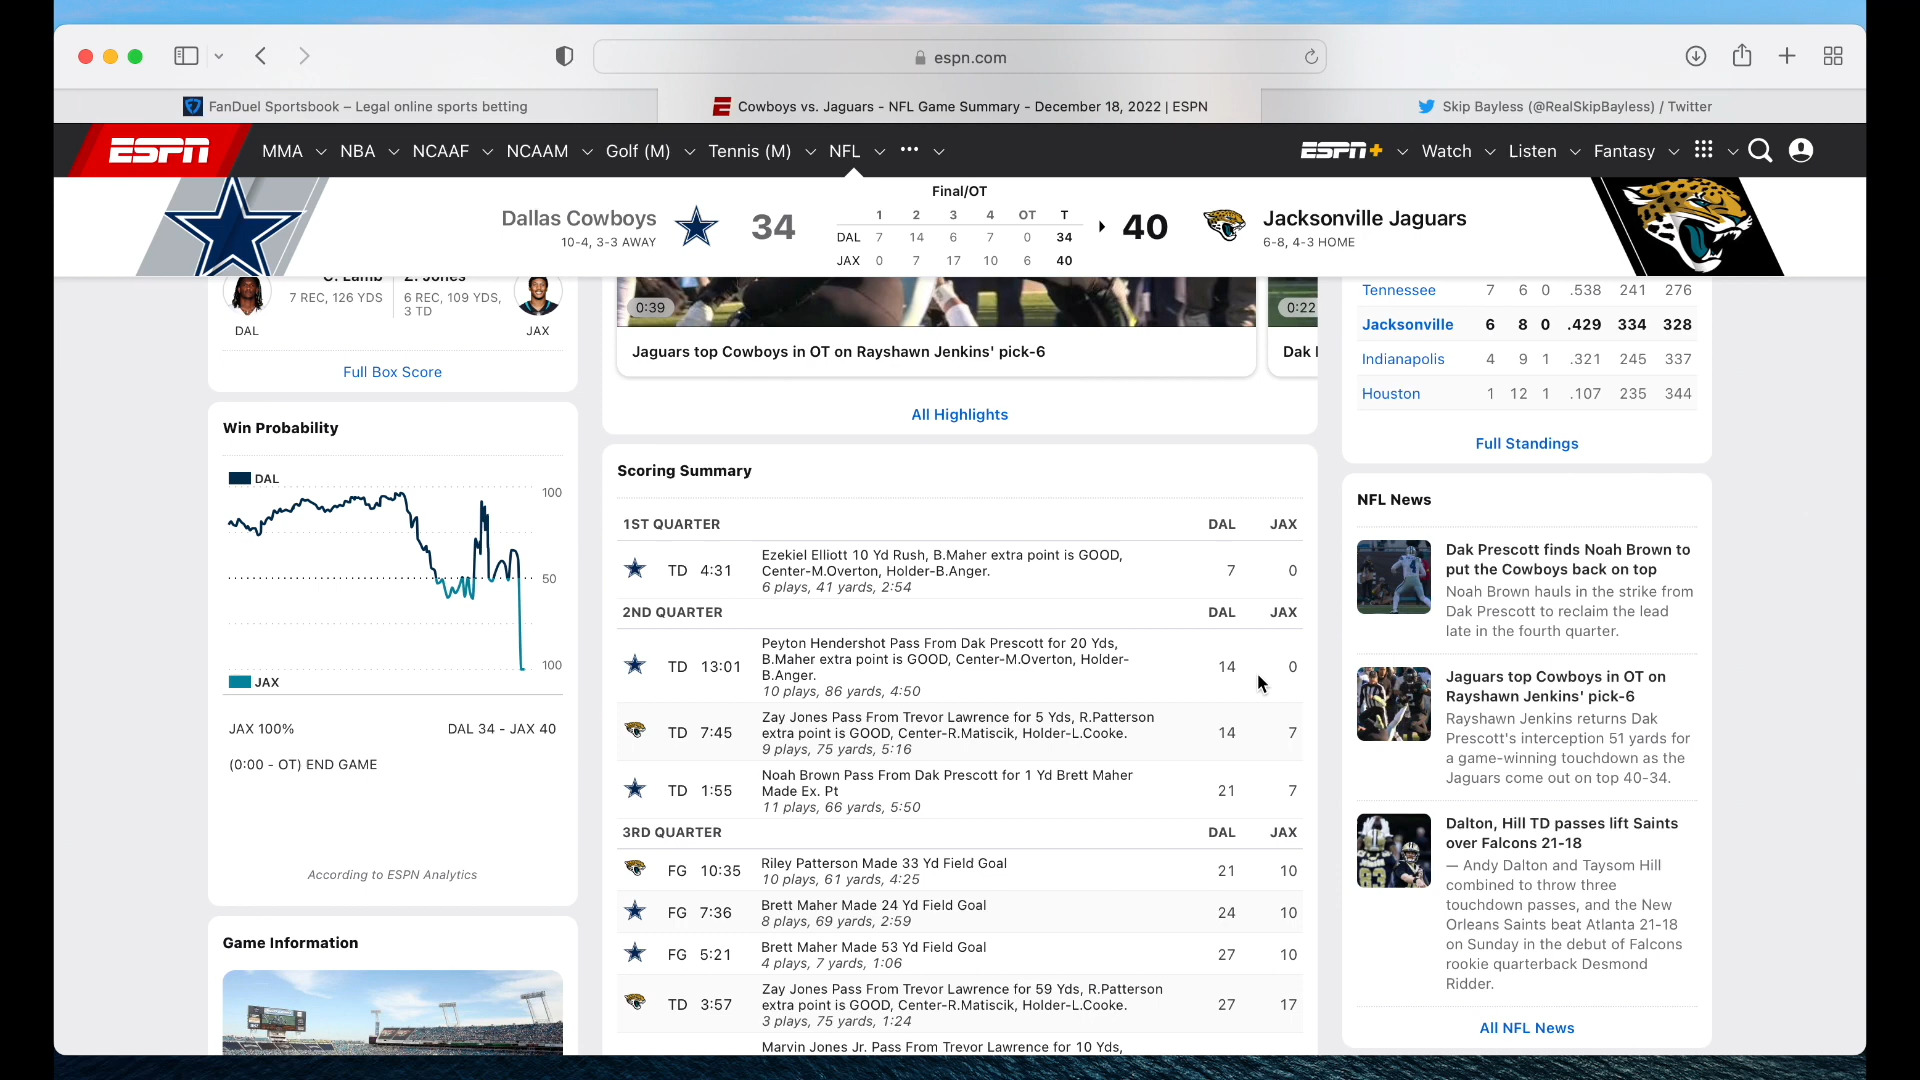 espn.com
FanDuel Sportsbook – Legal online sports betting
Cowboys vs. Jaguars - NFL Game Summary - December 18, 2022 | ESPN
Skip Bayless (@RealSkipBayless) / Twitter
ESPN MMA NBA NCAAF NCAAM Golf (M) Tennis (M) NFL ••• ESPN+ Watch Listen Fantasy
Final/OT
Dallas Cowboys 34
10-4, 3-3 AWAY
1 2 3 4 OT T
DAL 7 14 6 7 0 34
JAX 0 7 17 10 6 40
40 Jacksonville Jaguars
6-8, 4-3 HOME
C. Lamb Z. Jones
7 REC, 126 YDS 6 REC, 109 YDS,
3 TD
DAL JAX
Full Box Score
Win Probability
DAL
100
50
100
JAX
JAX 100% DAL 34 - JAX 40
(0:00 - OT) END GAME
According to ESPN Analytics
Game Information
0:39
0:22
Jaguars top Cowboys in OT on Rayshawn Jenkins' pick-6
Dak
All Highlights
Scoring Summary
1ST QUARTER DAL JAX
TD 4:31 Ezekiel Elliott 10 Yd Rush, B.Maher extra point is GOOD, 7 0
Center-M.Overton, Holder-B.Anger.
6 plays, 41 yards, 2:54
2ND QUARTER DAL JAX
TD 13:01 Peyton Hendershot Pass From Dak Prescott for 20 Yds, 14 0
B.Maher extra point is GOOD, Center-M.Overton, Holder-
B.Anger.
10 plays, 86 yards, 4:50
TD 7:45 Zay Jones Pass From Trevor Lawrence for 5 Yds, R.Patterson 14 7
extra point is GOOD, Center-R.Matiscik, Holder-L.Cooke.
9 plays, 75 yards, 5:16
TD 1:55 Noah Brown Pass From Dak Prescott for 1 Yd Brett Maher 21 7
Made Ex. Pt
11 plays, 66 yards, 5:50
3RD QUARTER DAL JAX
FG 10:35 Riley Patterson Made 33 Yd Field Goal 21 10
10 plays, 61 yards, 4:25
FG 7:36 Brett Maher Made 24 Yd Field Goal 24 10
8 plays, 69 yards, 2:59
FG 5:21 Brett Maher Made 53 Yd Field Goal 27 10
4 plays, 7 yards, 1:06
TD 3:57 Zay Jones Pass From Trevor Lawrence for 59 Yds, R.Patterson 27 17
extra point is GOOD, Center-R.Matiscik, Holder-L.Cooke.
3 plays, 75 yards, 1:24
Marvin Jones Jr. Pass From Trevor Lawrence for 10 Yds,
Tennessee 7 6 0 .538 241 276
Jacksonville 6 8 0 .429 334 328
Indianapolis 4 9 1 .321 245 337
Houston 1 12 1 .107 235 344
Full Standings
NFL News
Dak Prescott finds Noah Brown to
put the Cowboys back on top
Noah Brown hauls in the strike from
Dak Prescott to reclaim the lead
late in the fourth quarter.
Jaguars top Cowboys in OT on
Rayshawn Jenkins' pick-6
Rayshawn Jenkins returns Dak
Prescott's interception 51 yards for
a game-winning touchdown as the
Jaguars come out on top 40-34.
Dalton, Hill TD passes lift Saints
over Falcons 21-18
— Andy Dalton and Taysom Hill
combined to throw three
touchdown passes, and the New
Orleans Saints beat Atlanta 21-18
on Sunday in the debut of Falcons
rookie quarterback Desmond
Ridder.
All NFL News